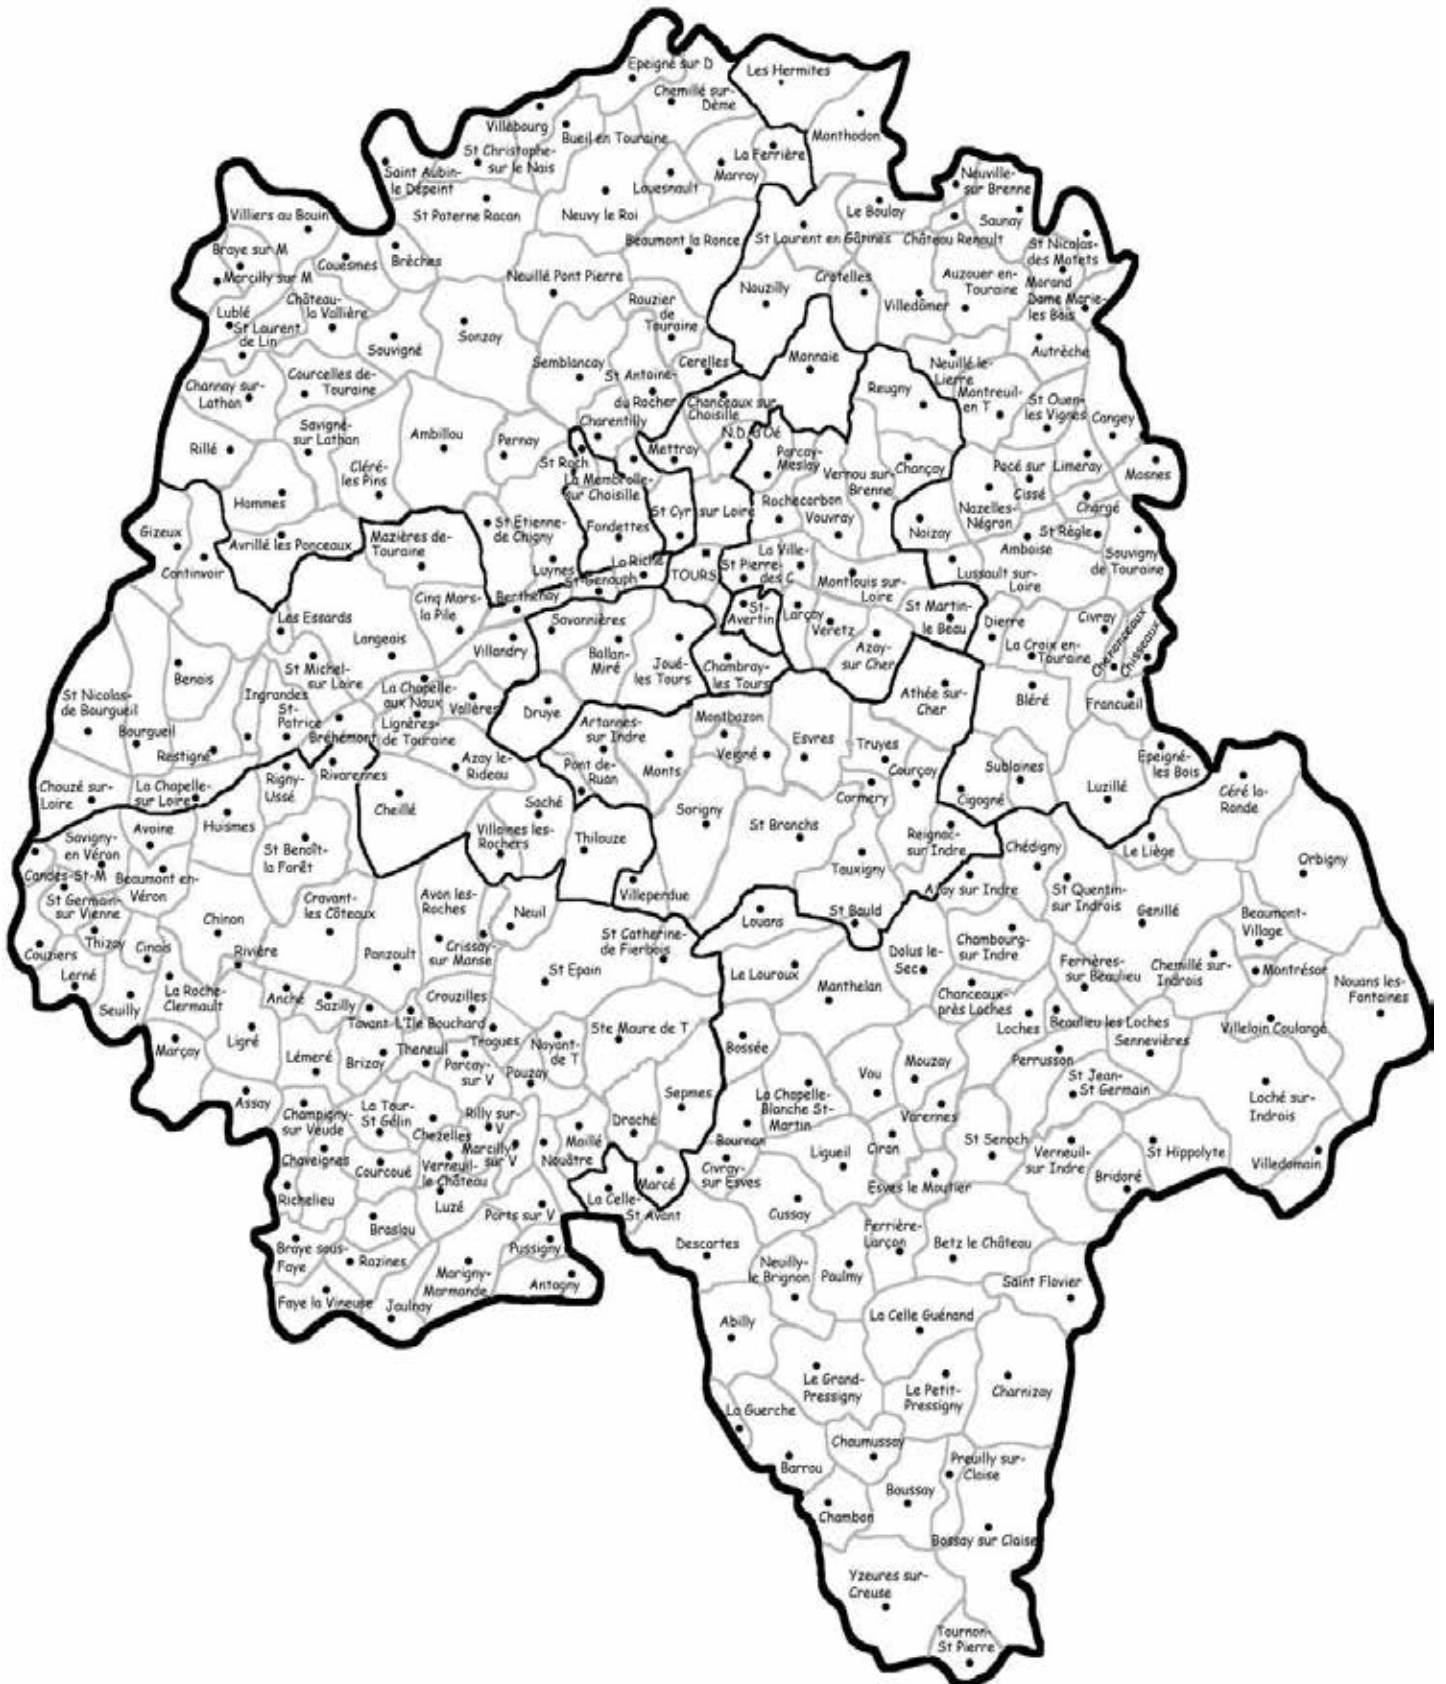 Epeigné sur D
Les Hermites
Chemillé sur-
Dème
Villebourg
Bueil en Touraine
Monthodon
St Christophe-
sur le Nais
La Ferrière
Marray
Saint Aubin-
le Dépeint
Louesnault
Neuville-
sur Brenne
Villiers au Bouin
St Paterne Racan
Neuvy le Roi
Le Boulay
Saunay
Beaumont la Ronce
St Laurent en Gâtines
Château Renault
St Nicolas-
des Motets
Braye sur M
Couesmes
Brèches
Marcilly sur M
Neuillé Pont Pierre
Nouzilly
Crotelles
Villedômer
Auzouer en-
Touraine
Morand
Dame Marie-
les Bois
Lublé
St Laurent
de Lin
Château-
la Vallière
Souvigné
Sonzay
Rouzier
de
Touraine
Semblancay
Cerelles
Monnaie
Autrèche
Neuillé le-
Lierre
Channay sur-
Lathan
Courcelles de-
Touraine
St Antoine-
du Rocher
Chanceaux sur
Choisille
Reugny
Montreuil-
en T
St Ouen-
les Vignes
Cangey
Rillé
Savigné-
sur Lathan
Ambillou
Pernay
Charentilly
N.D. d'Oé
Mettray
Parcay-
Meslay
Chançay
Vernou sur-
Brenne
Pocé sur
Cissé
Limeray
Mosnes
Hommes
Cléré-
les Pins
St Roch
La Membrolle-
sur Choisille
St Cyr
sur Loire
Rochecorbon
Vouvray
Noizay
Nazelles-
Négron
Chargé
Gizeux
Continvoir
Avrillé les Ponceaux
Mazières de-
Touraine
St Etienne-
de Chigny
Fondettes
St Règle
Amboise
Souvigny
de Touraine
Luynes
La Riche
St-Genouph
TOURS
La Ville-
St Pierre-
des C
Montlouis sur-
Loire
Lussault sur-
Loire
Les Essards
Cinq Mars-
la Pile
Berthenay
Savonnières
St-
Avertin
Larçay
Veretz
St Martin-
le Beau
Dierre
Civray
Chenonceaux
Chisseaux
Langeais
Villandry
Ballan-
Miré
Joué-
les Tours
Chambray-
les Tours
Azay-
sur Cher
La Croix en-
Touraine
Benais
St Michel-
sur Loire
St Nicolas-
de Bourgueil
Ingrandes
St-
Patrice
La Chapelle-
aux Naux
Vallères
Druye
Athée sur-
Cher
Bléré
Francueil
Bourgueil
Restigné
Bréhémont
Lignères-
de Touraine
Artannes-
sur Indre
Montbazon
Veigné
Esvres
Truyes
Courçay
Epeigné-
les Bois
Chouzé sur-
Loire
La Chapelle-
sur Loire
Rigny-
Ussé
Rivarennes
Azay le-
Rideau
Pont de-
Ruan
Monts
Cormery
Sublaines
Cigogné
Luzillé
Céré la-
Ronde
Cheillé
Saché
Savigny-
en Véron
Avoine
Huismes
Villaines les-
Rochers
Thilouze
Sorigny
St Branchs
Reignac-
sur Indre
Chédigny
Le Liège
Orbigny
St Benoît-
la Forêt
Candes-St-M
Beaumont en-
Véron
Tauxigny
Villeperdue
Azay sur Indre
St Quentin-
sur Indrois
St Germain-
sur Vienne
Chinon
Cravant-
les Côteaux
Avon les-
Roches
Neuil
Louans
St Bauld
Genillé
Beaumont-
Village
Couziers
Thizay
Cinais
Rivière
Panzoult
Crissay-
sur Manse
St Catherine-
de Fierbois
Dolus le-
Sec
Chambourg-
sur Indre
Lerné
Seuilly
La Roche-
Clermault
Anché
Sazilly
Crouzilles
St Epain
Le Louroux
Manthelan
Ferrières-
sur Beaulieu
Chemillé sur-
Indrois
Montrésor
Nouans les-
Fontaines
Chanceaux-
près Loches
Tavant
L'Ile Bouchard
Ste Maure de T
Loches
Beaulieu les Loches
Villeloin Coulangé
Marçay
Ligré
Lémeré
Brizay
Theneuil
Trogues
Noyant-
de T
Bossée
Sennevières
Parcay-
sur V
Pouzay
Mouzay
Perrusson
St Jean-
St Germain
Assay
Champigny-
sur Veude
La Tour-
St Gélin
Rilly sur-
V
Sepmes
La Chapelle-
Blanche St-
Martin
Vou
Varennes
Loché sur-
Indrois
Chezelles
Marcilly
sur V
Maillé
Draché
Bournan
Ciran
St Senoch
Verneuil-
sur Indre
St Hippolyte
Villedomain
Chaveignes
Courcoué
Verneuil-
le Château
Nouâtre
Marcé
Civray-
sur Esves
Ligueil
Esves le Moutier
Bridoré
Richelieu
Luzé
Ports sur V
La Celle-
St Avant
Cussay
Braslou
Descartes
Ferrière-
Larçon
Betz le Château
Braye sous-
Faye
Razines
Marigny-
Marmande
Pussigny
Neuilly-
le Brignon
Paulmy
Saint Flovier
Faye la Vineuse
Jaulnay
Antogny
Abilly
La Celle Guénand
Le Grand-
Pressigny
Le Petit-
Pressigny
Charnizay
La Guerche
Chaumussay
Barrou
Preuilly sur-
Claise
Boussay
Chambon
Bossay sur Claise
Yzeures sur-
Creuse
Tournon-
St Pierre